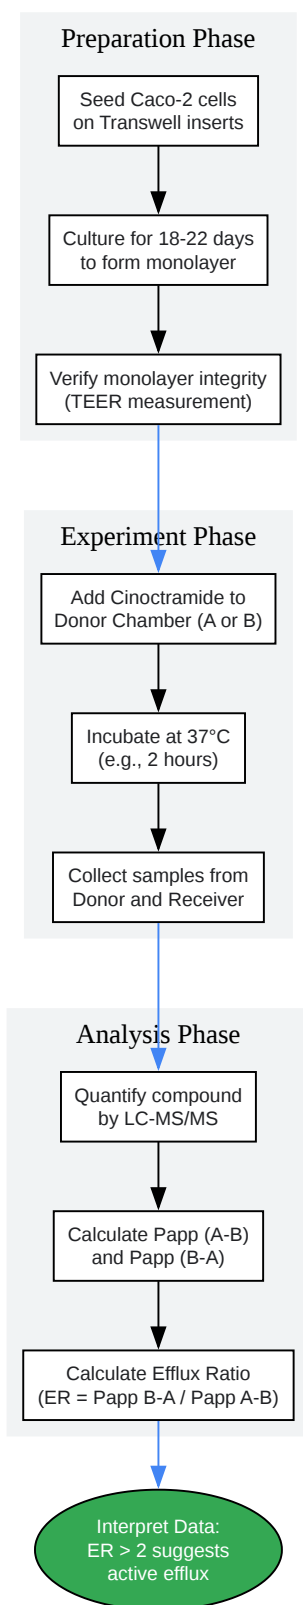 Preparation Phase
Seed Caco-2 cells
on Transwell inserts
Culture for 18-22 days
to form monolayer
Verify monolayer integrity
(TEER measurement)
Experiment Phase
Add Cinoctramide to
Donor Chamber (A or B)
Incubate at 37°C
(e.g., 2 hours)
Collect samples from
Donor and Receiver
Analysis Phase
Quantify compound
by LC-MS/MS
Calculate Papp (A-B)
and Papp (B-A)
Calculate Efflux Ratio
(ER = Papp B-A / Papp A-B)
Interpret Data:
ER > 2 suggests
active efflux